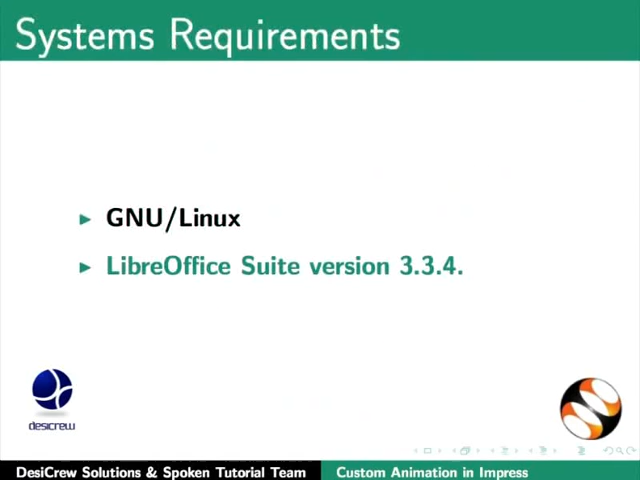 Systems Requirements
GNU/Linux
LibreOffice Suite version 3.3.4.
desicrew
DesiCrew Solutions & Spoken Tutorial Team
Custom Animation in Impress